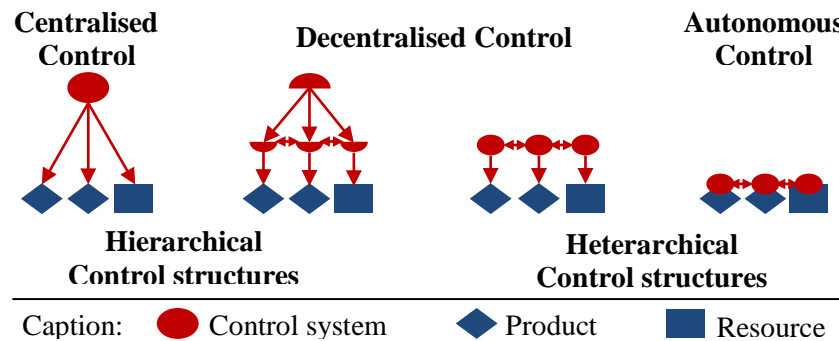 Centralised
Control
Decentralised Control
Autonomous
Control
Hierarchical
Control structures
Heterarchical
Control structures
Caption:
Control system
Product
Resource